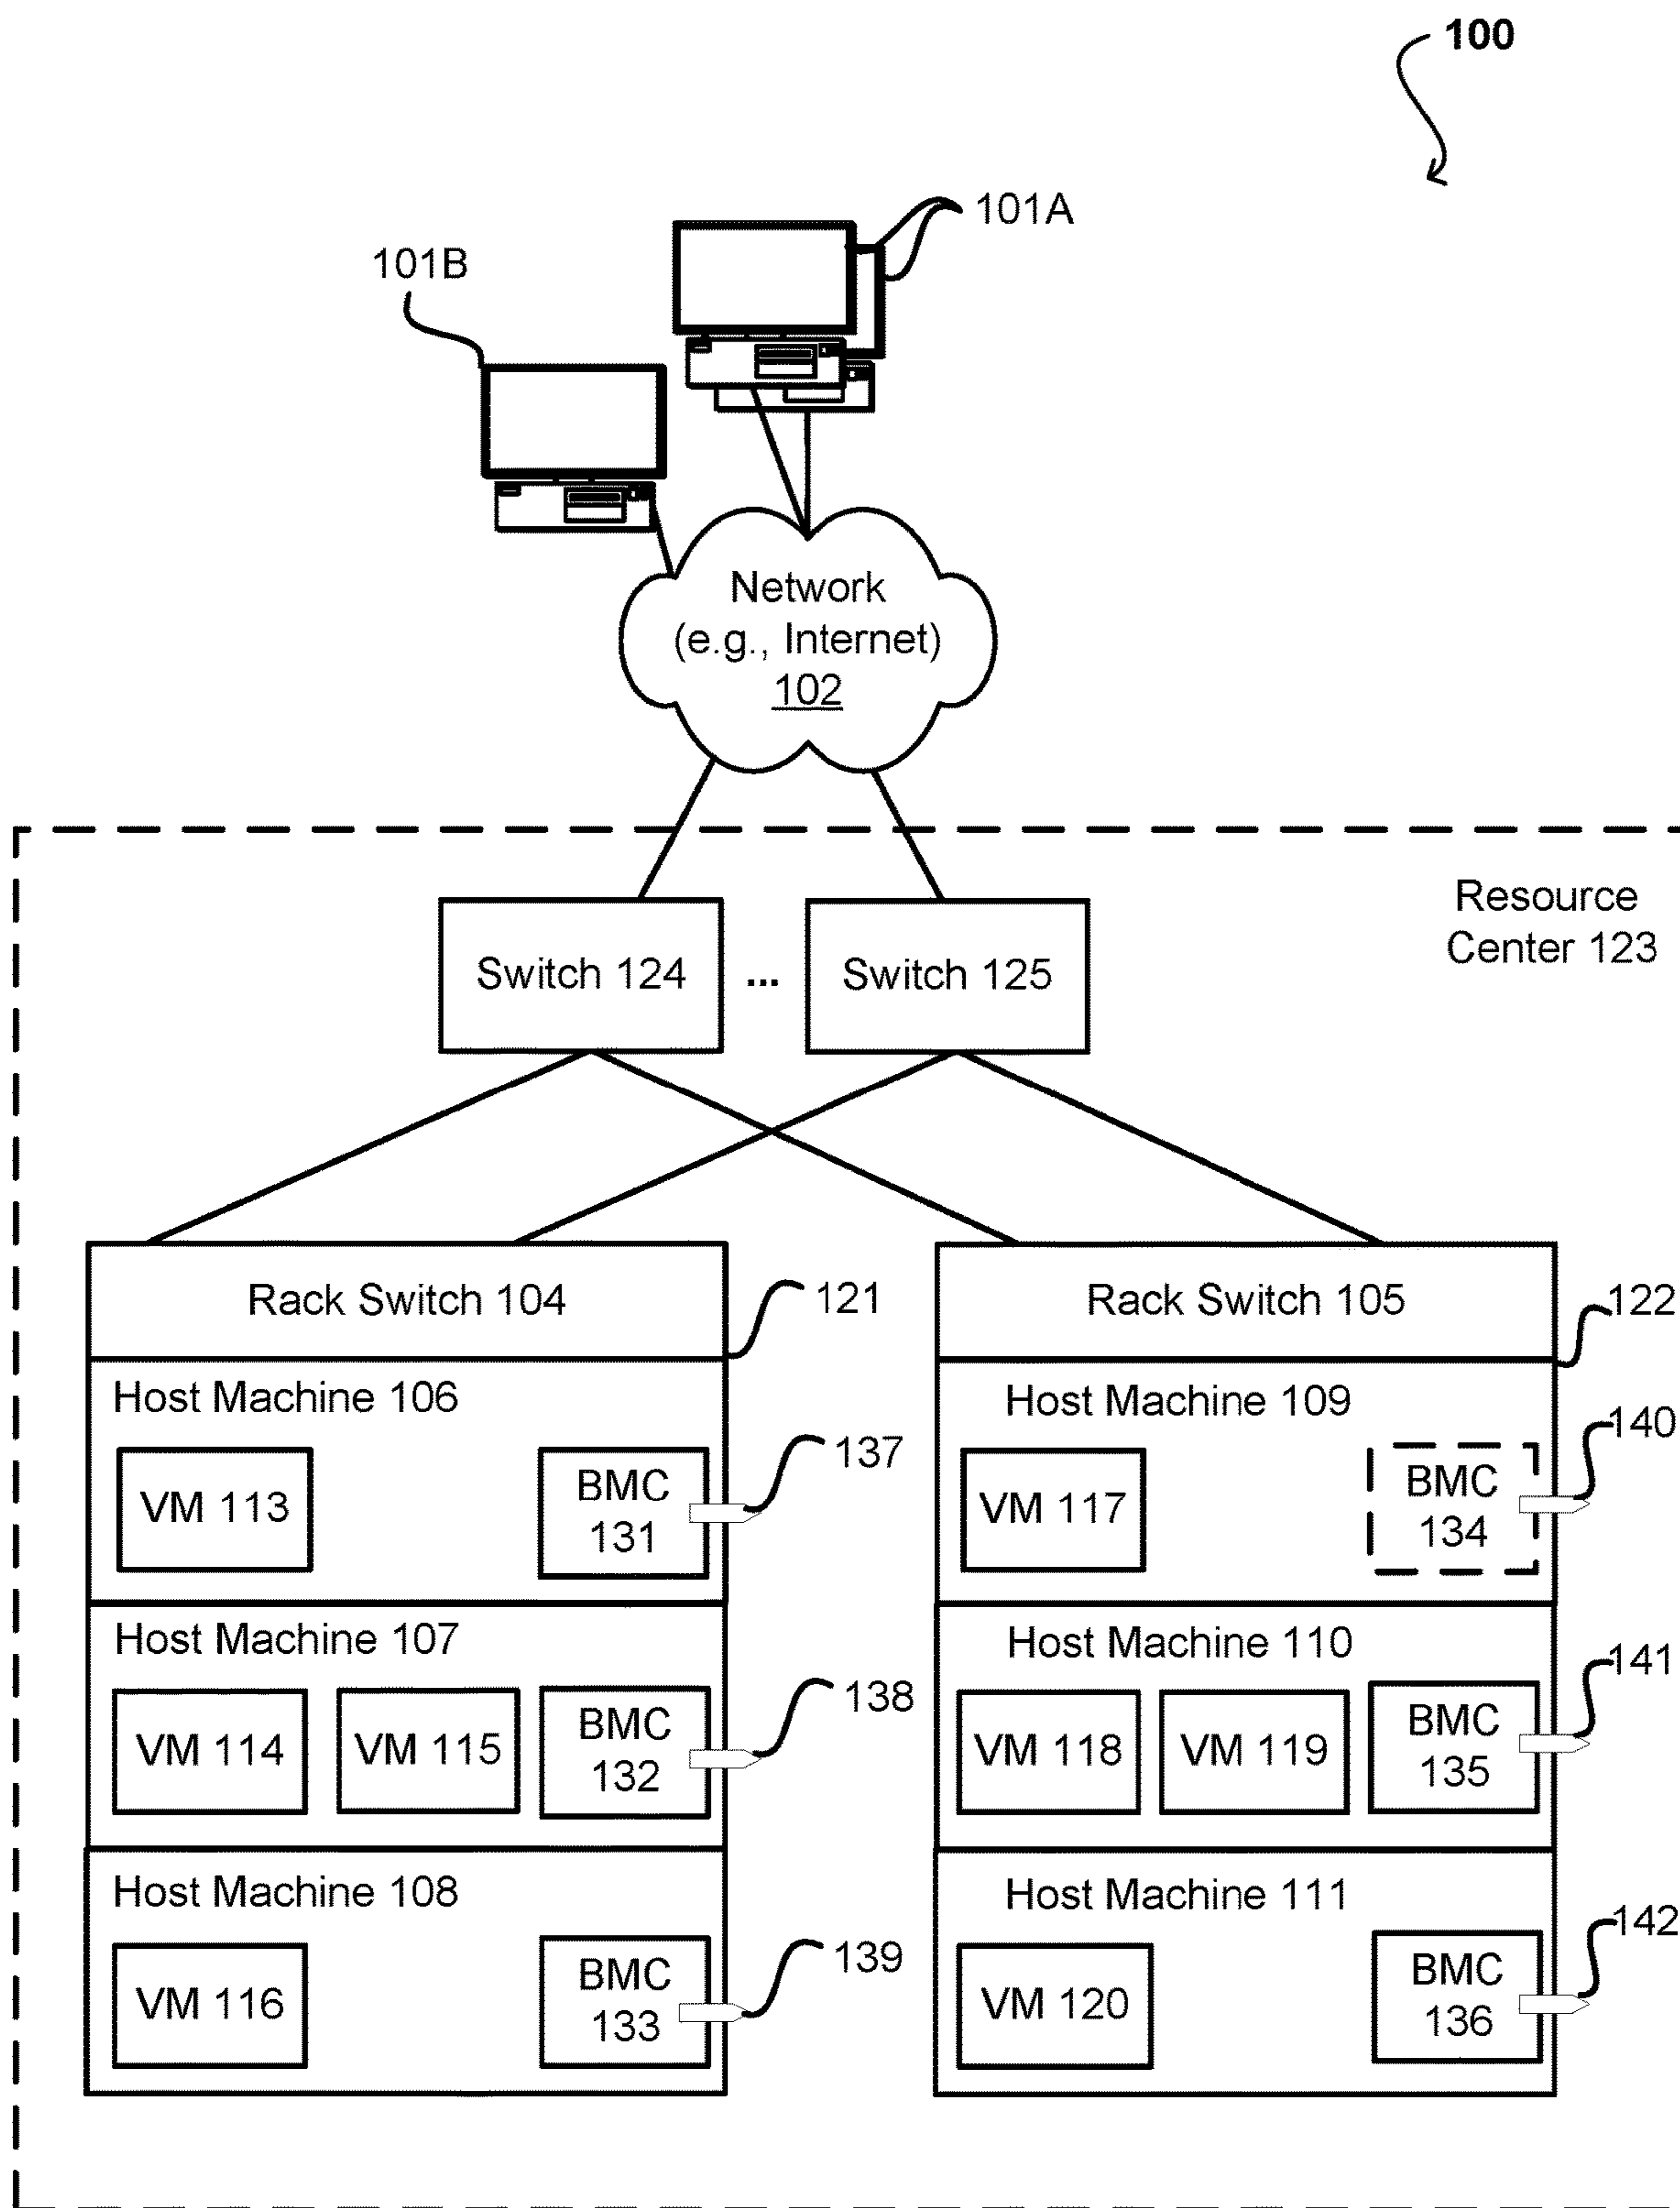 100
101A
101B
Network
(e.g., Internet)
102
Resource
Center 123
Switch 124
...
Switch 125
Rack Switch 104
121
Rack Switch 105
122
Host Machine 106
VM 113
BMC
131
137
Host Machine 109
VM 117
BMC
134
140
Host Machine 107
VM 114
VM 115
BMC
132
138
Host Machine 110
VM 118
VM 119
BMC
135
141
Host Machine 108
VM 116
BMC
133
139
Host Machine 111
VM 120
BMC
136
142